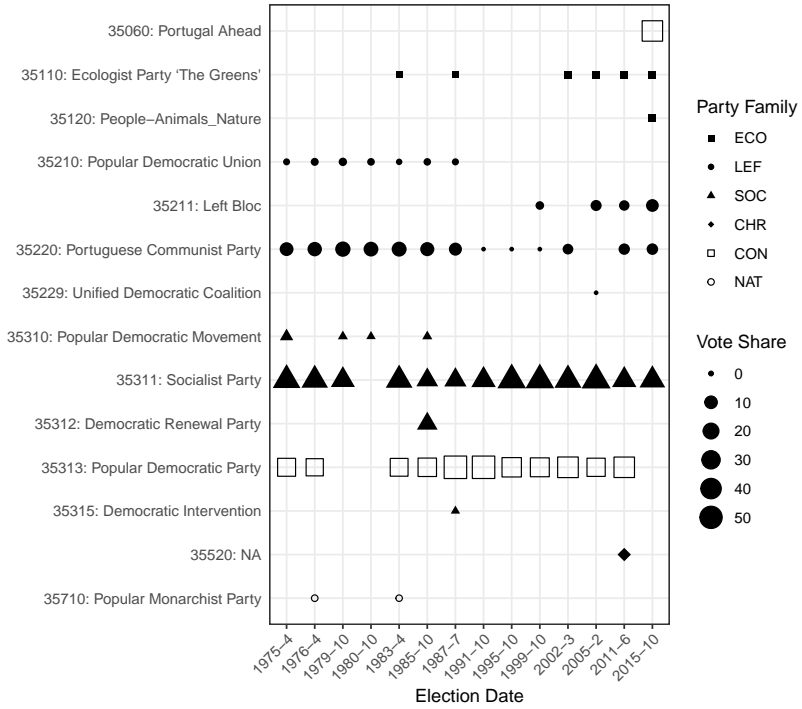 35060: Portugal Ahead
35110: Ecologist Party ‘The Greens’
35120: People−Animals_Nature
35210: Popular Democratic Union
35211: Left Bloc
35220: Portuguese Communist Party
35229: Unified Democratic Coalition
35310: Popular Democratic Movement
35311: Socialist Party
35312: Democratic Renewal Party
35313: Popular Democratic Party
35315: Democratic Intervention
35520: NA
35710: Popular Monarchist Party
1975−4
1976−4
1979−10
1980−10
1983−4
1985−10
1987−7
1991−10
1995−10
1999−10
2002−3
2005−2
2011−6
2015−10
Election Date
Party Family
ECO
LEF
SOC
CHR
CON
NAT
Vote Share
0
10
20
30
40
50